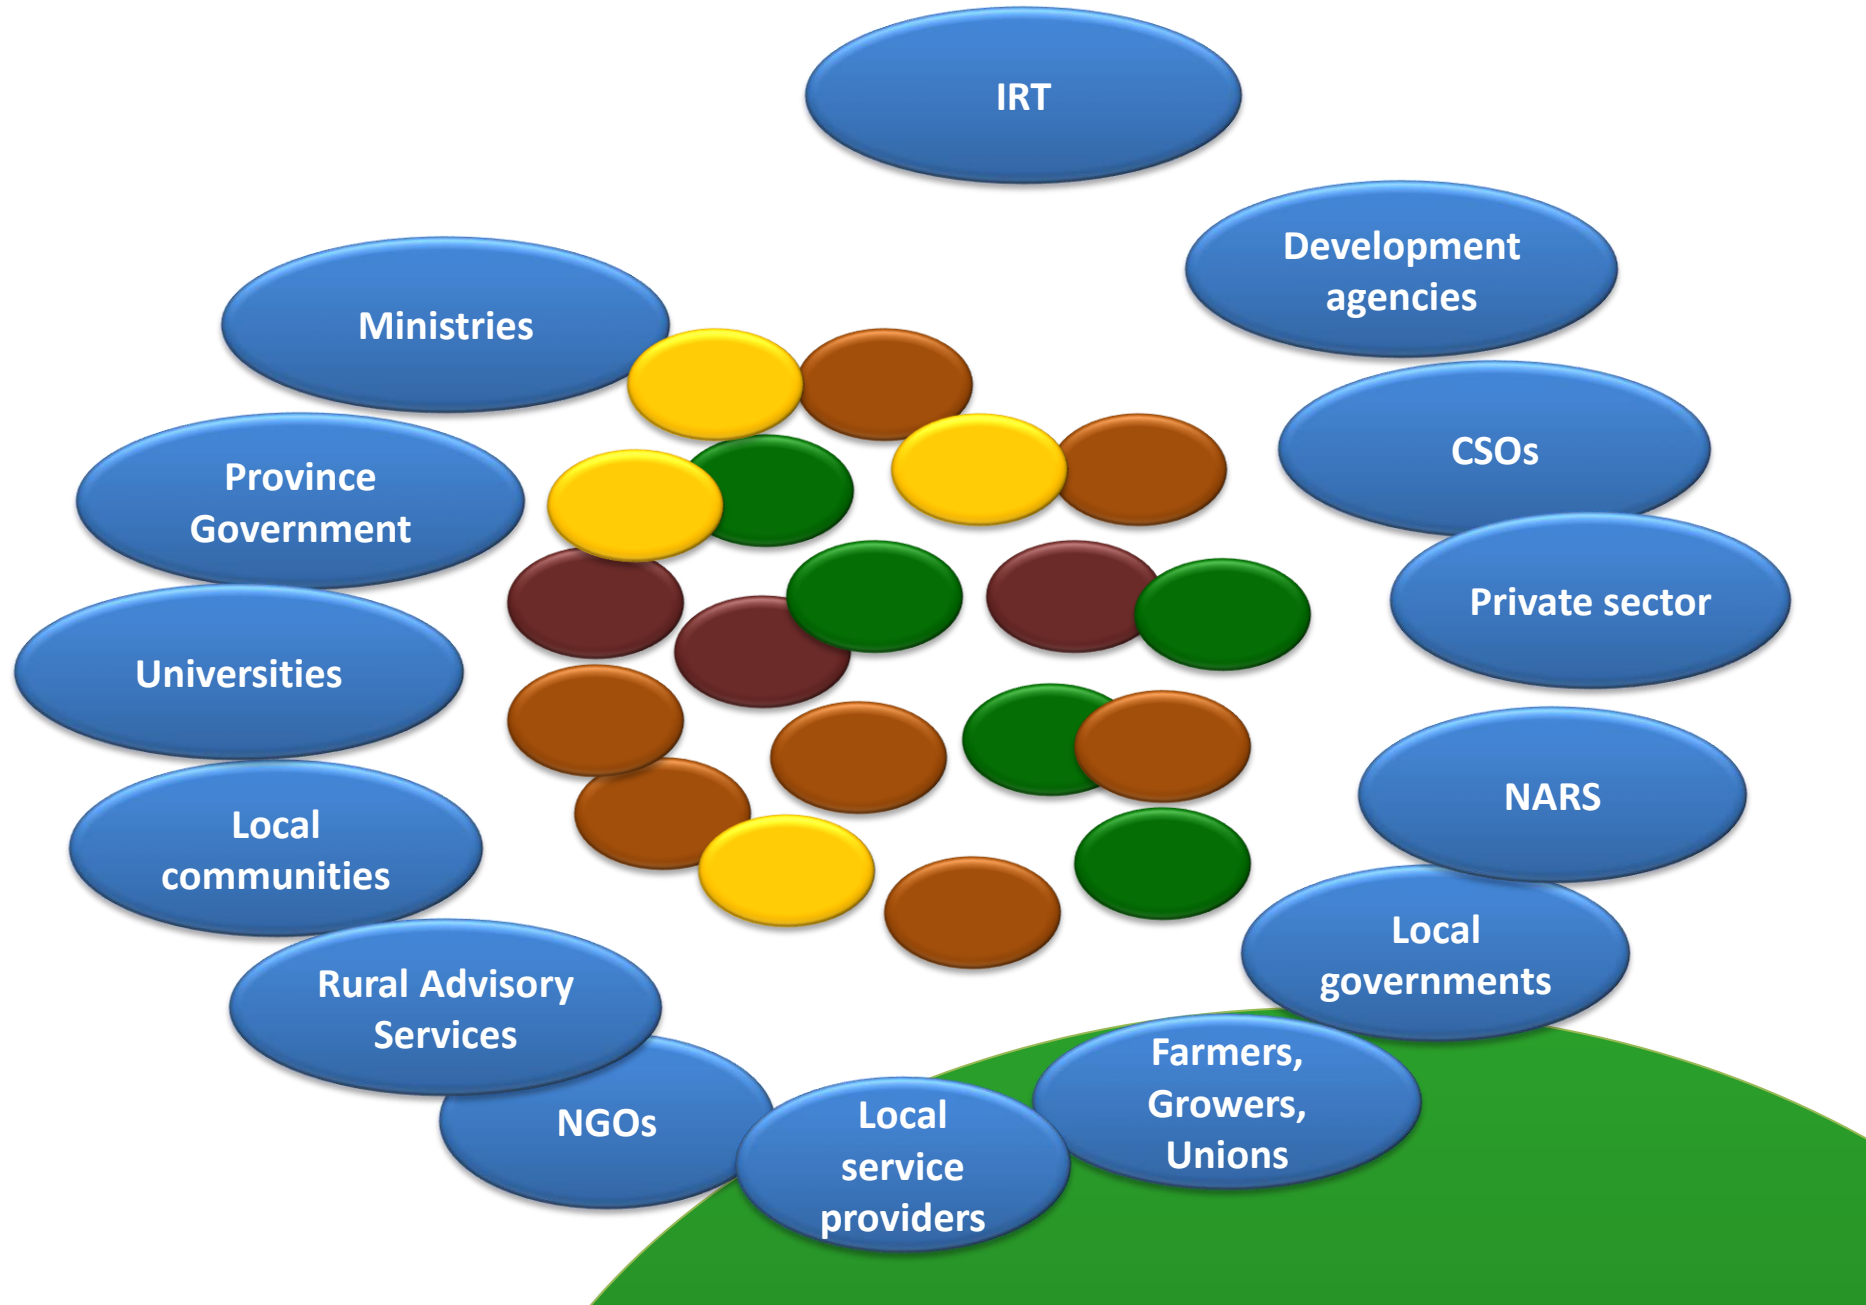 IRT
Development
agencies
Ministries
CSOs
Province
Government
Private sector
Universities
NARS
Local
communities
Local
governments
Rural Advisory
Services
Farmers,
Growers,
Unions
NGOs
Local
service
providers